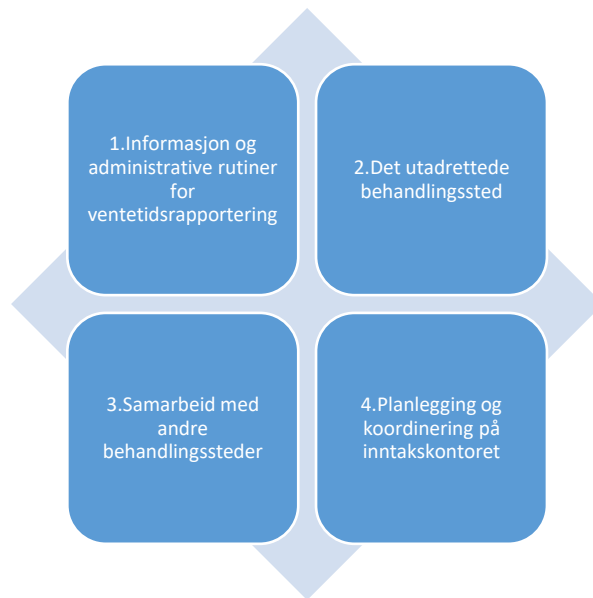 1.Informasjon og
administrative rutiner
for
ventetidsrapportering
2.Det utadrettede
behandlingssted
3.Samarbeid med
andre
behandlingssteder
4.Planlegging og
koordinering på
inntakskontoret